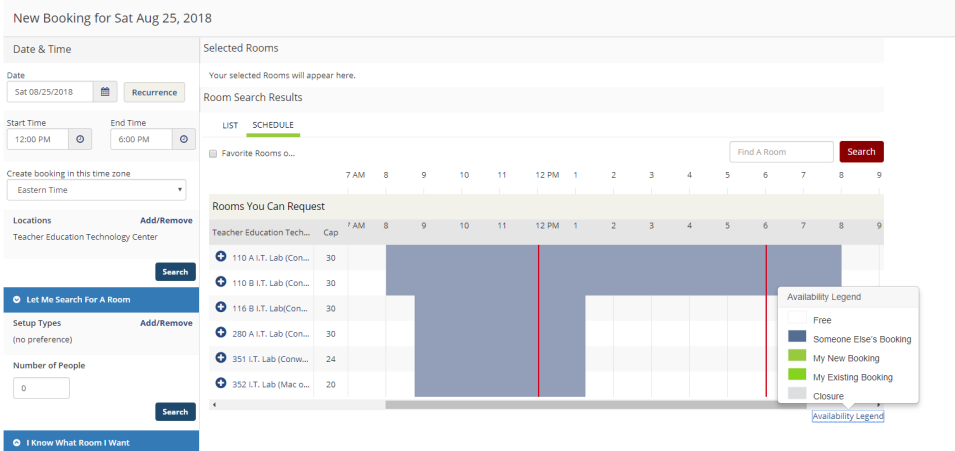 New Booking for Sat Aug 25, 2018
Date & Time
Date
Sat 08/25/2018
Recurrence
Start Time End Time
12:00 PM 6:00 PM
Create booking in this time zone
Eastern Time
Locations Add/Remove
Teacher Education Technology Center
Search
Let Me Search For A Room
Setup Types Add/Remove
(no preference)
Number of People
0
Search
I Know What Room I Want
Selected Rooms
Your selected Rooms will appear here.
Room Search Results
LIST SCHEDULE
Favorite Rooms o...
Find A Room Search
7 AM 8 9 10 11 12 PM 1 2 3 4 5 6 7 8 9
Rooms You Can Request
Teacher Education Tech... Cap 7 AM 8 9 10 11 12 PM 1 2 3 4 5 6 7 8 9
110 A I.T. Lab (Con... 30
110 B I.T. Lab (Con... 30
116 B I.T. Lab(Con... 30
280 A I.T. Lab (Con... 30
351 I.T. Lab (Conw... 24
352 I.T. Lab (Mac o... 20
Availability Legend
Free
Someone Else's Booking
My New Booking
My Existing Booking
Closure
Availability Legend